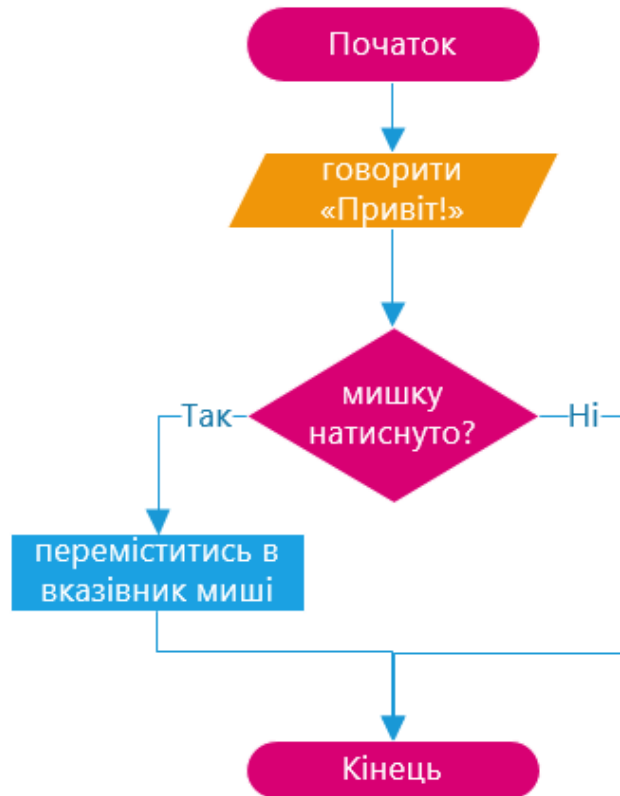 Початок
говорити
«Привіт!»
мишку
натиснуто?
Так
Ні
переміститись в
вказівник миші
Кінець